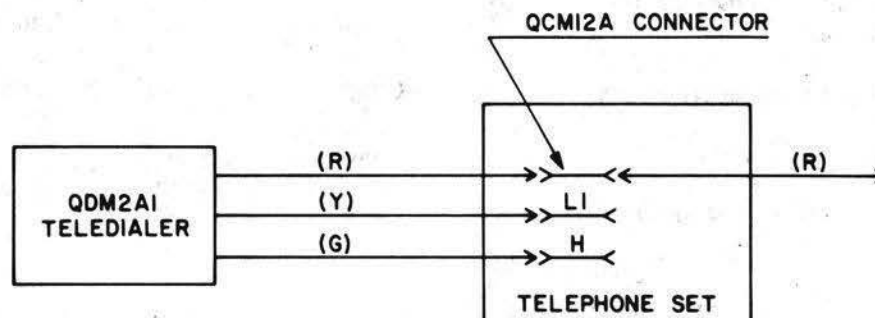 QCM12A CONNECTOR
(R)
(R)
QDM2A1
TELEDIALER
(Y)
L1
(G)
H
TELEPHONE SET